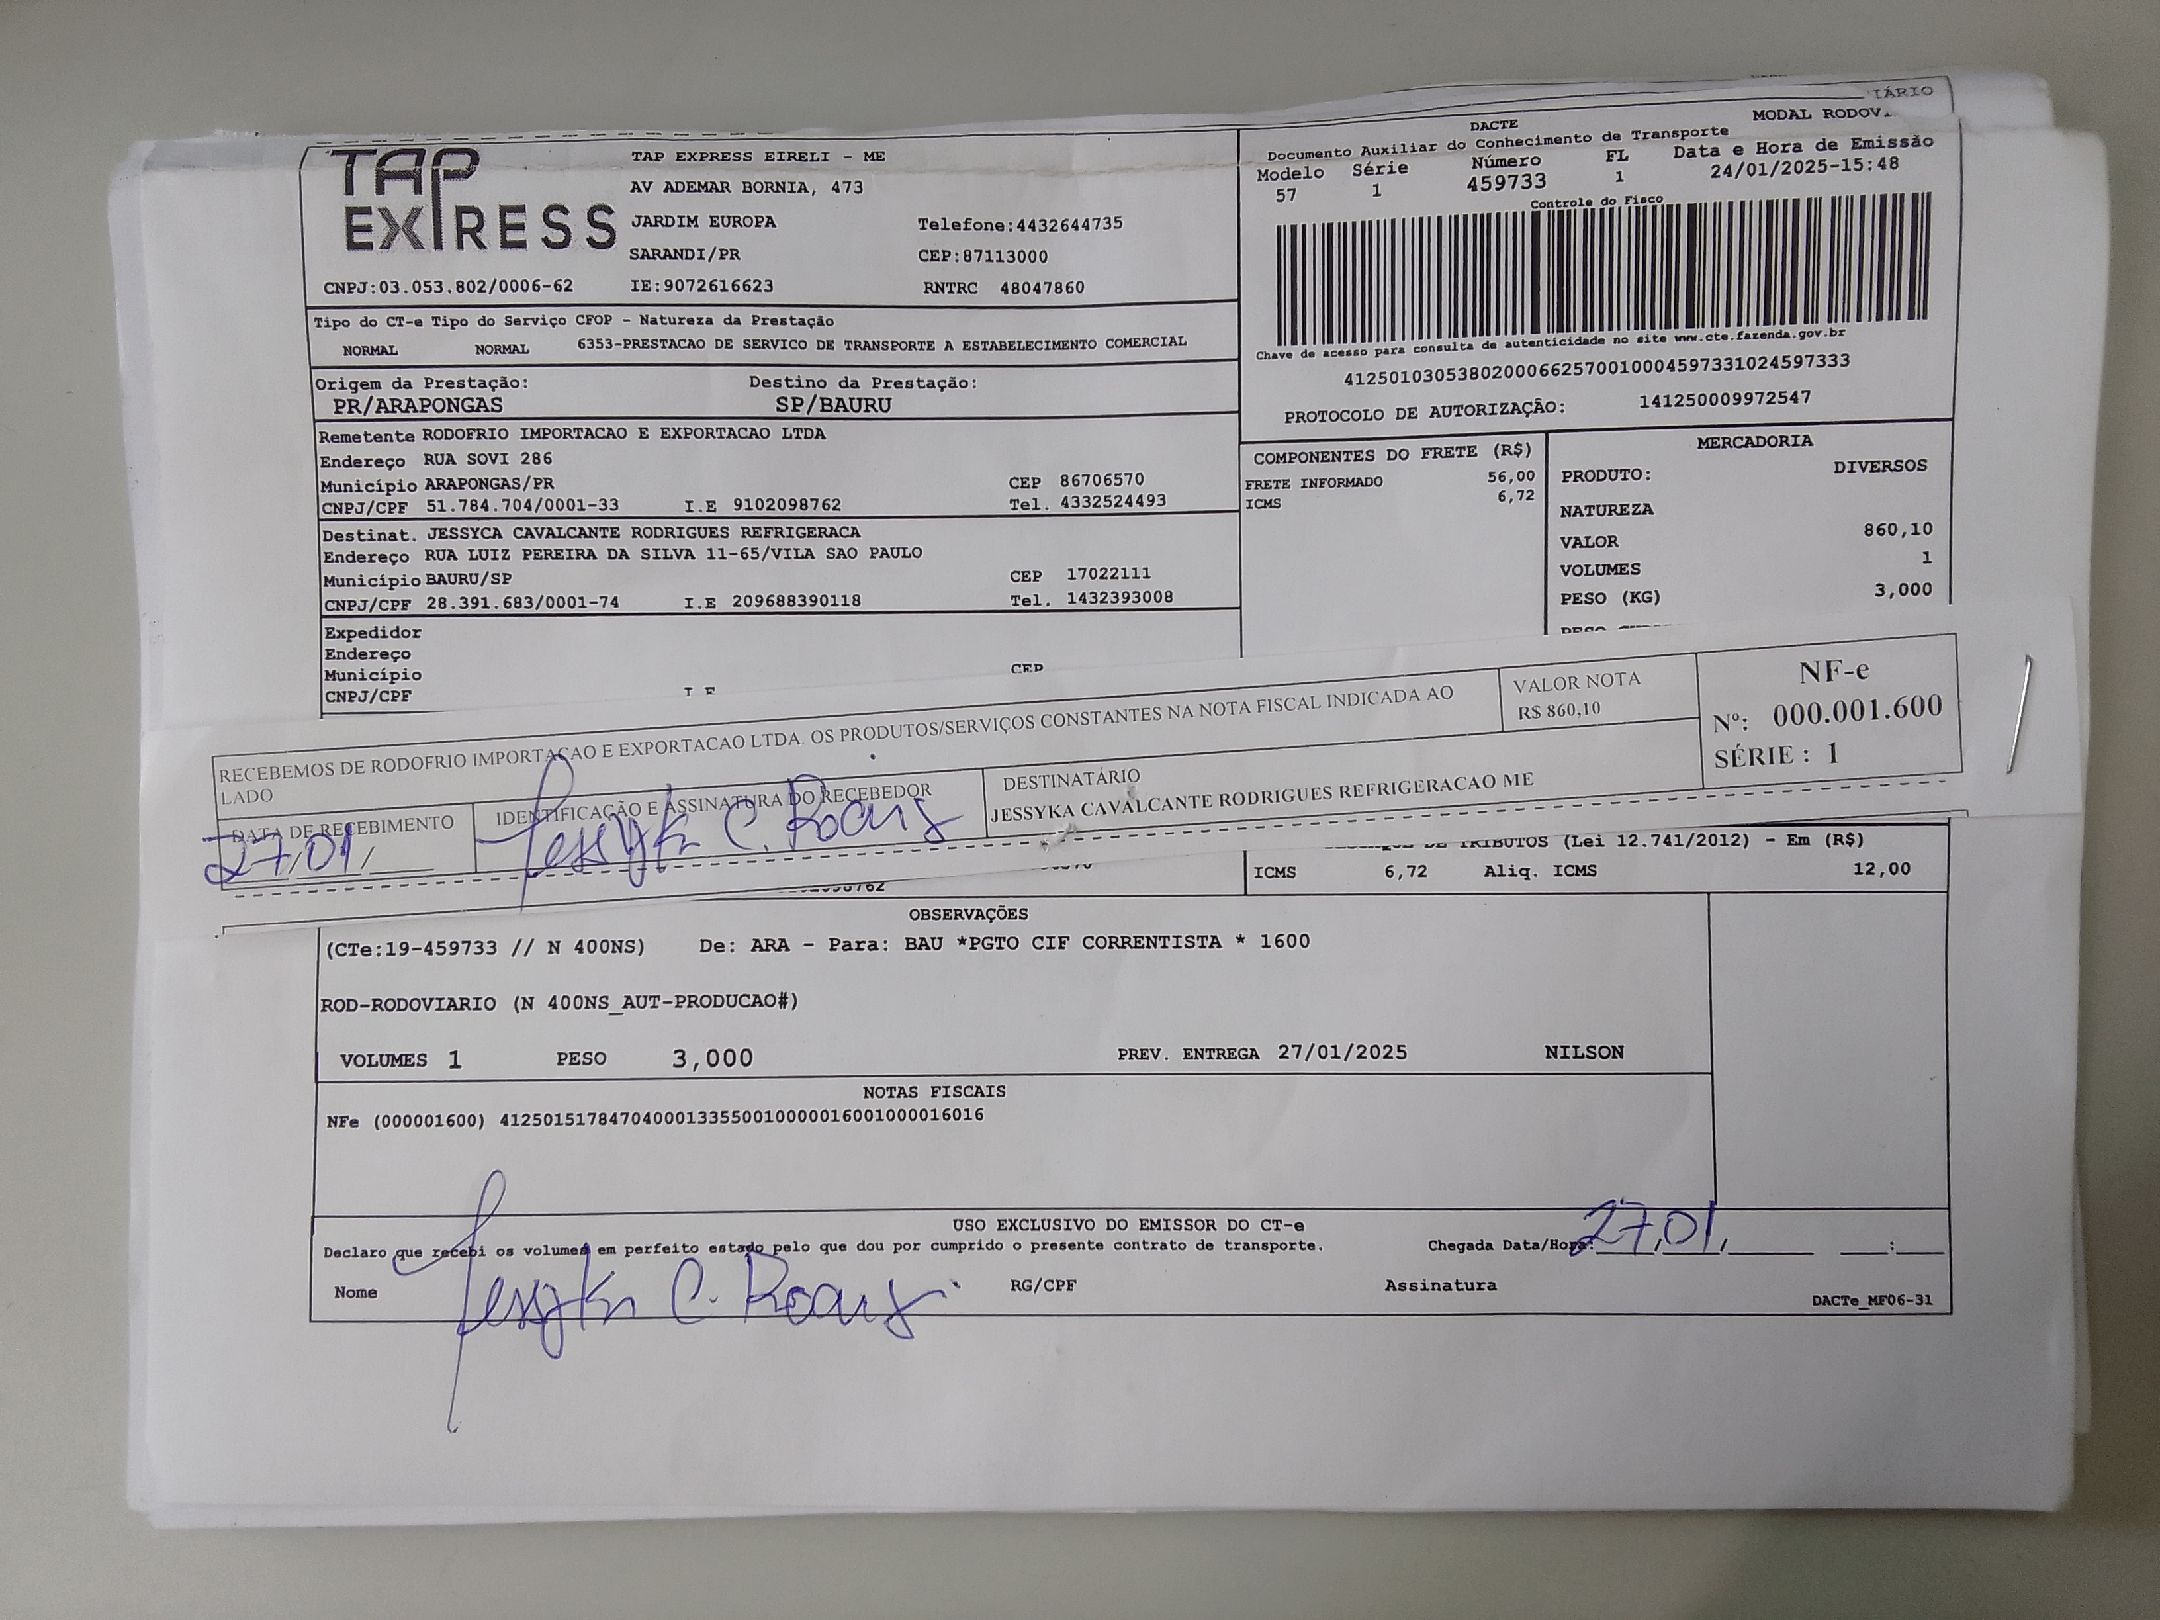 IÁRIO
TAP EXPRESS
TAP EXPRESS EIRELI - ME
AV ADEMAR BORNIA, 473
JARDIM EUROPA Telefone:4432644735
SARANDI/PR CEP:87113000
CNPJ:03.053.802/0006-62 IE:9072616623 RNTRC 48047860
DACTE MODAL RODOV
Documento Auxiliar do Conhecimento de Transporte
Modelo Série Número FL Data e Hora de Emissão
57 1 459733 1 24/01/2025-15:48
Controle do Fisco
Chave de acesso para consulta de autenticidade no site www.cte.fazenda.gov.br
41250103053802000662570010004597331024597333
PROTOCOLO DE AUTORIZAÇÃO: 141250009972547
Tipo do CT-e Tipo do Serviço CFOP - Natureza da Prestação
NORMAL NORMAL 6353-PRESTACAO DE SERVICO DE TRANSPORTE A ESTABELECIMENTO COMERCIAL
Origem da Prestação: Destino da Prestação:
PR/ARAPONGAS SP/BAURU
Remetente RODOFRIO IMPORTACAO E EXPORTACAO LTDA
Endereço RUA SOVI 286
Município ARAPONGAS/PR CEP 86706570
CNPJ/CPF 51.784.704/0001-33 I.E 9102098762 Tel. 4332524493
Destinat. JESSYCA CAVALCANTE RODRIGUES REFRIGERACA
Endereço RUA LUIZ PEREIRA DA SILVA 11-65/VILA SAO PAULO
Município BAURU/SP CEP 17022111
CNPJ/CPF 28.391.683/0001-74 I.E 209688390118 Tel. 1432393008
Expedidor
Endereço
Município CEP
CNPJ/CPF I E
COMPONENTES DO FRETE (R$)
FRETE INFORMADO 56,00
ICMS 6,72
MERCADORIA
PRODUTO: DIVERSOS
NATUREZA
VALOR 860,10
VOLUMES 1
PESO (KG) 3,000
RECEBEMOS DE RODOFRIO IMPORTACAO E EXPORTACAO LTDA. OS PRODUTOS/SERVIÇOS CONSTANTES NA NOTA FISCAL INDICADA AO
LADO
VALOR NOTA
R$ 860,10
NF-e
Nº: 000.001.600
SÉRIE : 1
DATA DE RECEBIMENTO
27/01/
IDENTIFICAÇÃO E ASSINATURA DO RECEBEDOR
Jessyka C.
DESTINATÁRIO
JESSYKA CAVALCANTE RODRIGUES REFRIGERACAO ME
DE TRIBUTOS (Lei 12.741/2012) - Em (R$)
ICMS 6,72 Aliq. ICMS 12,00
OBSERVAÇÕES
(CTe:19-459733 // N 400NS) De: ARA - Para: BAU *PGTO CIF CORRENTISTA * 1600
ROD-RODOVIARIO (N 400NS_AUT-PRODUCAO#)
VOLUMES 1 PESO 3,000 PREV. ENTREGA 27/01/2025 NILSON
NOTAS FISCAIS
NFe (000001600) 41250151784704000133550010000016001000016016
USO EXCLUSIVO DO EMISSOR DO CT-e
Declaro que recebi os volumes em perfeito estado pelo que dou por cumprido o presente contrato de transporte. Chegada Data/Hora: 27/01/ __:__
Nome Jessyka C. RG/CPF Assinatura
DACTe_MF06-31